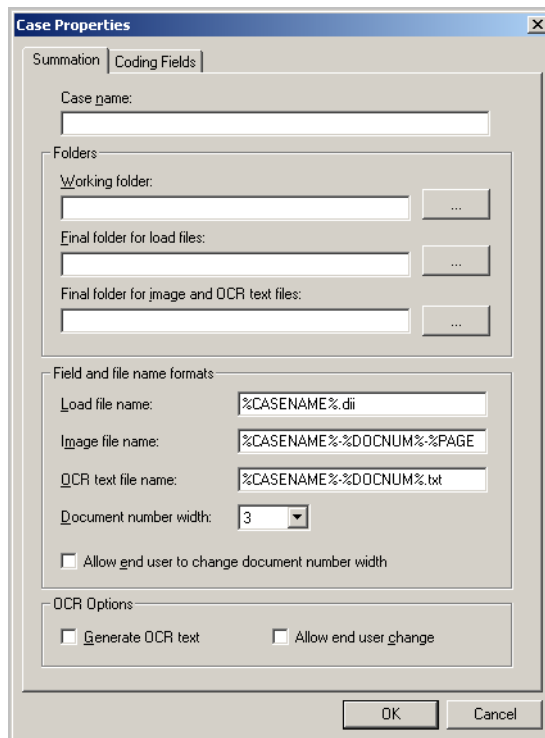 Case Properties
Summation
Coding Fields
Case name:
Folders
Working folder:
...
Final folder for load files:
...
Final folder for image and OCR text files:
...
Field and file name formats
Load file name: %CASENAME%.dii
Image file name: %CASENAME%-%DOCNUM%-%PAGE
OCR text file name: %CASENAME%-%DOCNUM%.txt
Document number width: 3
Allow end user to change document number width
OCR Options
Generate OCR text
Allow end user change
OK
Cancel